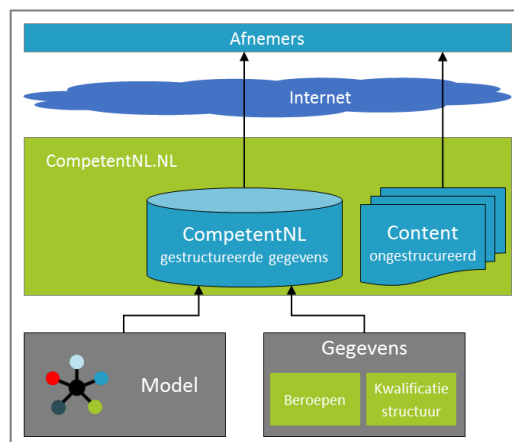 Afnemers
Internet
CompetentNL.NL
CompetentNL
gestructureerde gegevens
Content
ongestrucureerd
Model
Gegevens
Beroepen
Kwalificatie
structuur